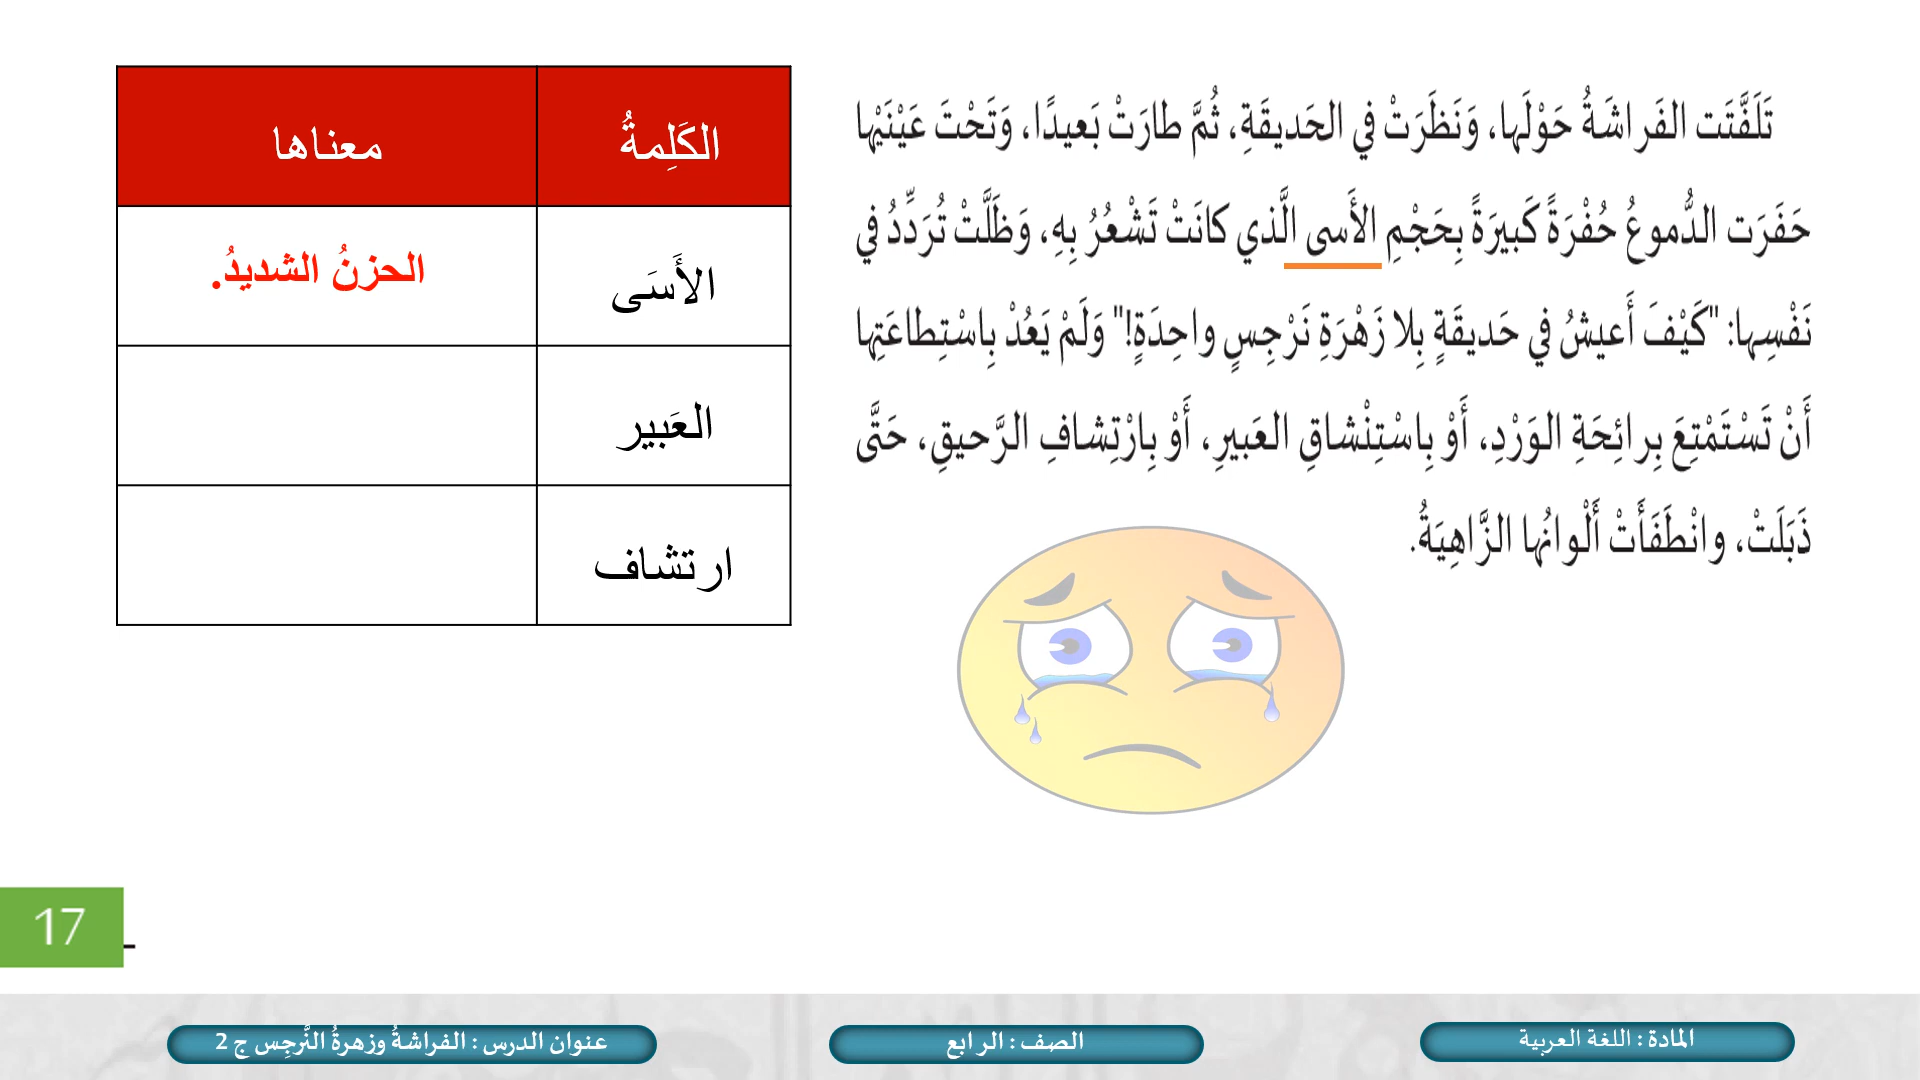 تَلَفَّتَت الفَراشَةُ حَوْلَها، وَنَظَرَتْ في الحَديقَةِ، ثُمَّ طارَتْ بَعيدًا، وَتَحْتَ عَيْنَيْها
حَفَرَت الدُّموعُ حُفْرَةً كَبيرَةً بِحَجْمِ الأَسى الَّذي كانَتْ تَشْعُرُ بِهِ، وَظَلَّتْ تُرَدِّدُ في
نَفْسِها: "كَيْفَ أَعيشُ في حَديقَةٍ بِلا زَهْرَةِ نَرْجِسٍ واحِدَةٍ!" وَلَمْ يَعُدْ بِاسْتِطاعَتِها
أَنْ تَسْتَمْتِعَ بِرائِحَةِ الوَرْدِ، أَوْ بِاسْتِنْشاقِ العَبيرِ، أَوْ بِارْتِشافِ الرَّحيقِ، حَتَّى
ذَبَلَتْ، وانْطَفَأَتْ أَلْوانُها الزَّاهِيَةُ.
الكَلِمةُ معناها
الأَسَى الحزنُ الشديدُ.
العَبير
ارتشاف
17
المادة : اللغة العربية
الصف : الرابع
عنوان الدرس : الفراشةُ وزهرةُ النَّرجِس ج 2